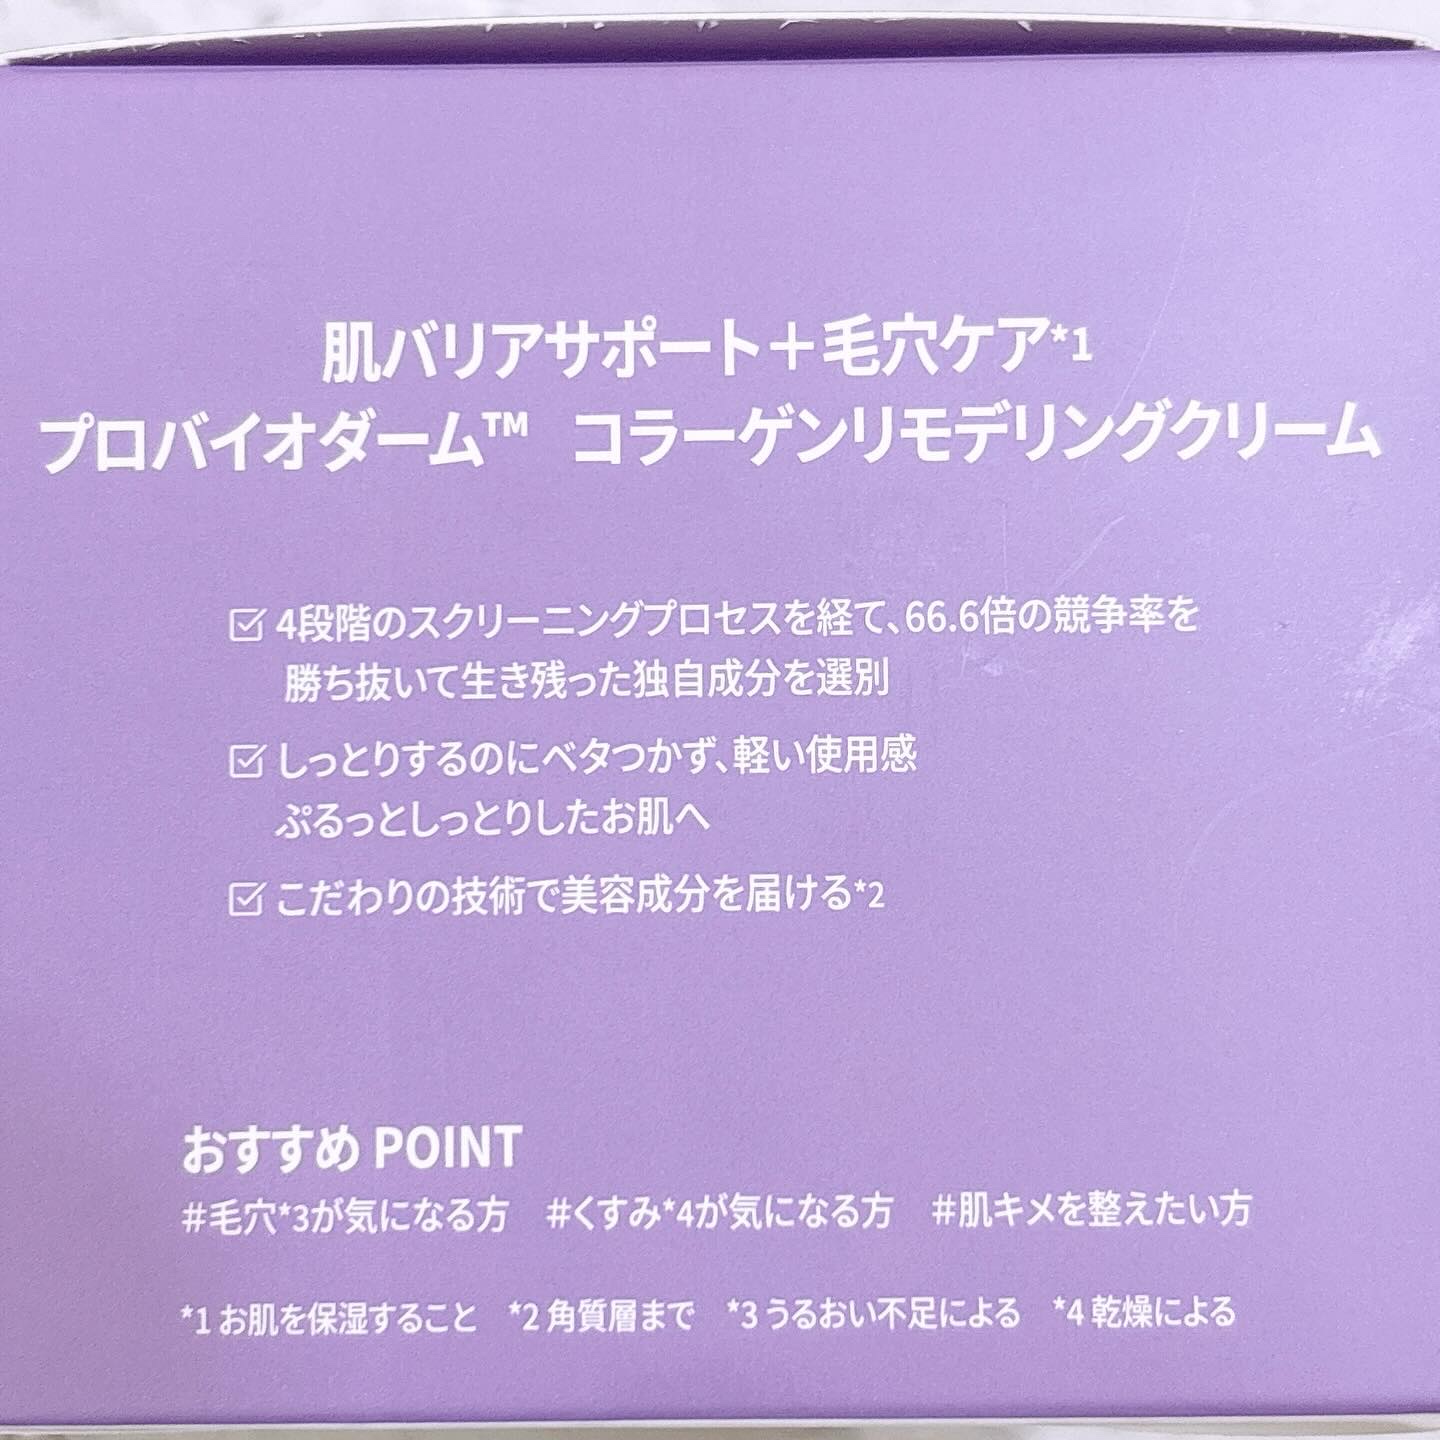 肌バリアサポート＋毛穴ケア*1
プロバイオダーム™ コラーゲンリモデリングクリーム
4段階のスクリーニングプロセスを経て、66.6倍の競争率を
勝ち抜いて生き残った独自成分を選別
しっとりするのにベタつかず、軽い使用感
ぷるっとしっとりしたお肌へ
こだわりの技術で美容成分を届ける*2
おすすめ POINT
#毛穴*3が気になる方 #くすみ*4が気になる方 #肌キメを整えたい方
*1 お肌を保湿すること *2 角質層まで *3 うるおい不足による *4 乾燥による